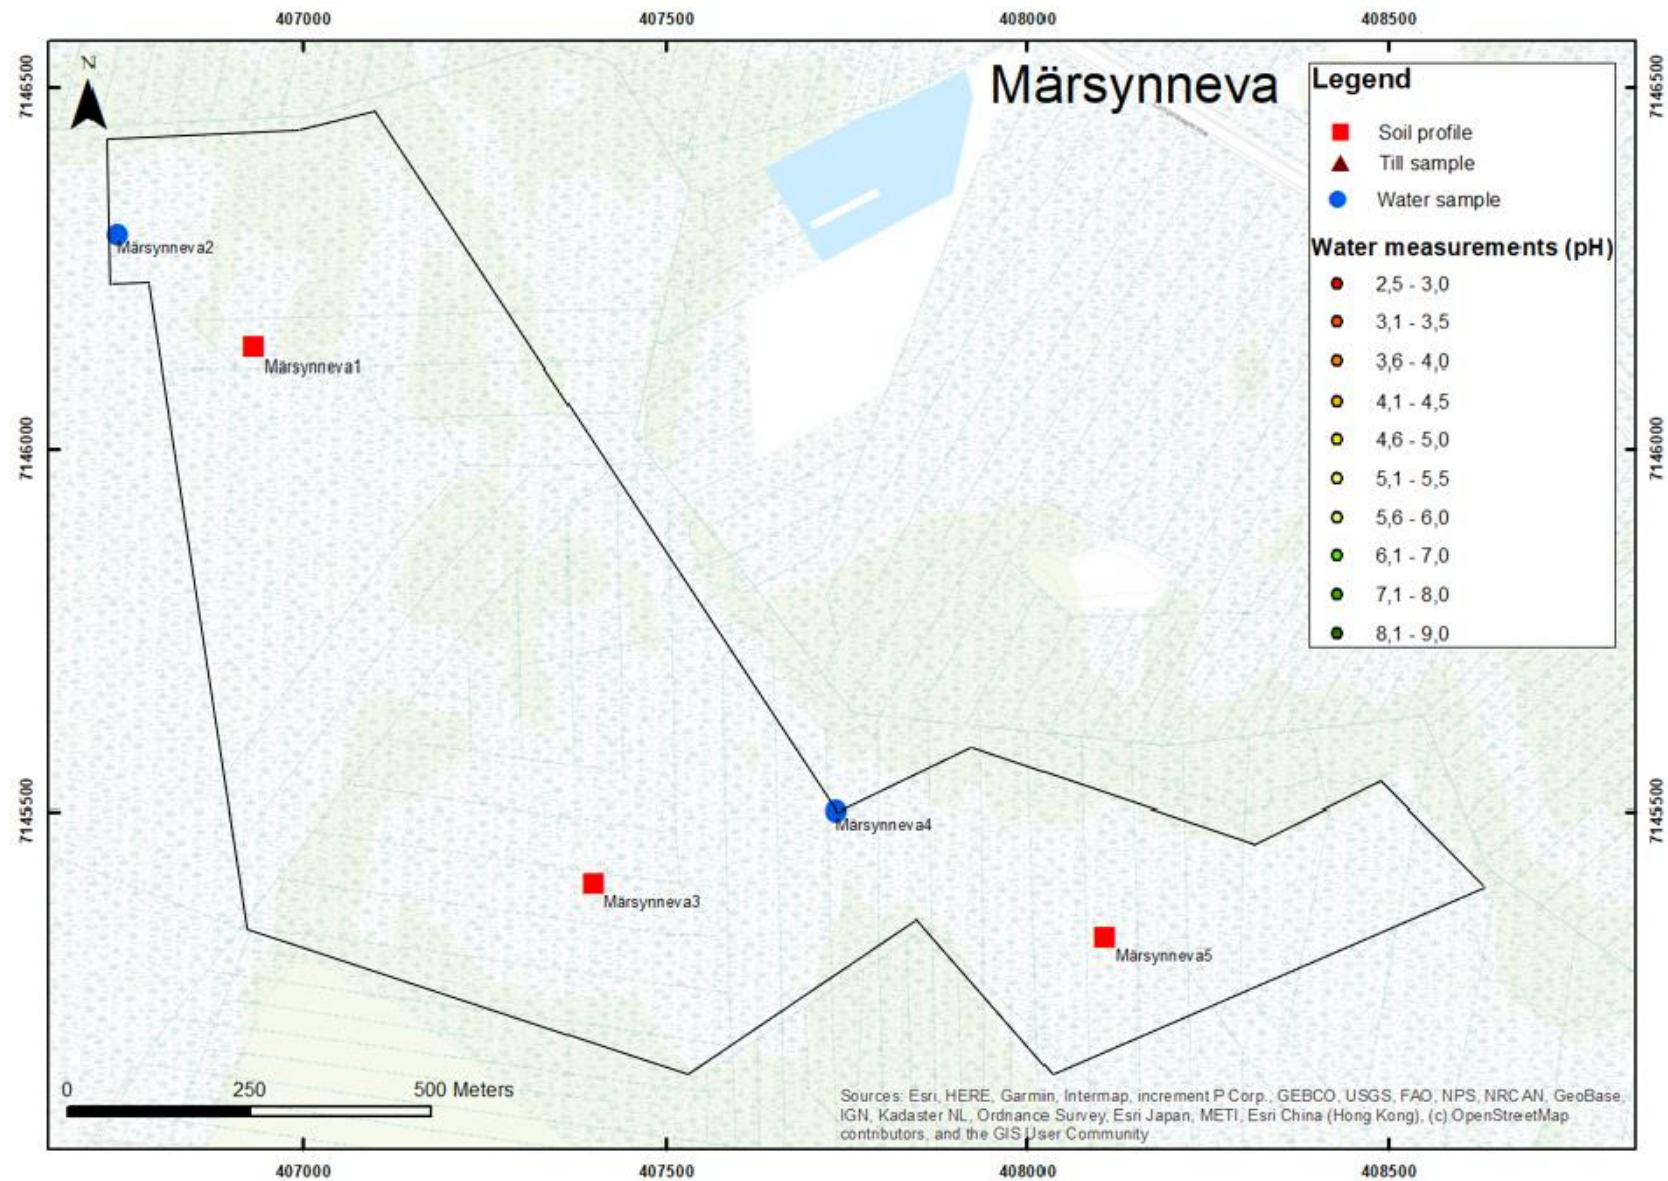 407000 407500 408000 408500
Märsynneva
N
7146500
7146500
Legend
Soil profile
Till sample
Water sample
Water measurements (pH)
2,5 - 3,0
3,1 - 3,5
3,6 - 4,0
4,1 - 4,5
4,6 - 5,0
5,1 - 5,5
5,6 - 6,0
6,1 - 7,0
7,1 - 8,0
8,1 - 9,0
Märsynneva2
Märsynneva1
7146000
7146000
7145500
7145500
Märsynneva4
Märsynneva3
Märsynneva5
0 250 500 Meters
Sources: Esri, HERE, Garmin, Intermap, increment P Corp., GEBCO, USGS, FAO, NPS, NRCAN, GeoBase,
IGN, Kadaster NL, Ordnance Survey, Esri Japan, METI, Esri China (Hong Kong), (c) OpenStreetMap
contributors, and the GIS User Community
407000 407500 408000 408500